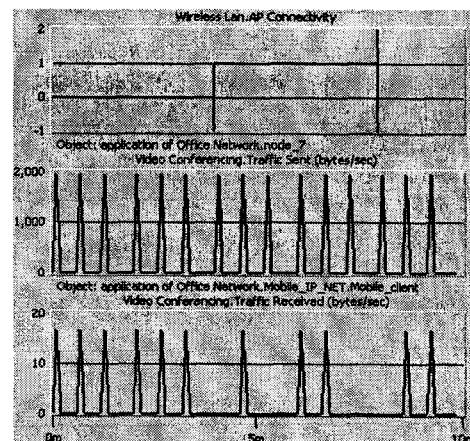 Wireless Lan.AP Connectivity
2
1
0
-1
Object: application of Office Network.node_7
Video Conferencing.Traffic Sent (bytes/sec)
2,000
1,000
0
Object: application of Office Network.Mobile_IP_NET.Mobile_client
Video Conferencing.Traffic Received (bytes/sec)
20
10
0
0m 5m